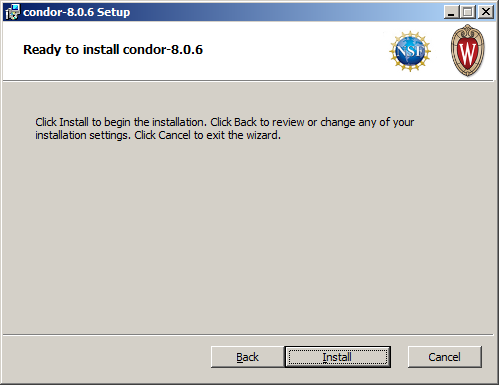 condor-8.0.6 Setup
Ready to install condor-8.0.6
NSF
W
Click Install to begin the installation. Click Back to review or change any of your
installation settings. Click Cancel to exit the wizard.
Back
Install
Cancel